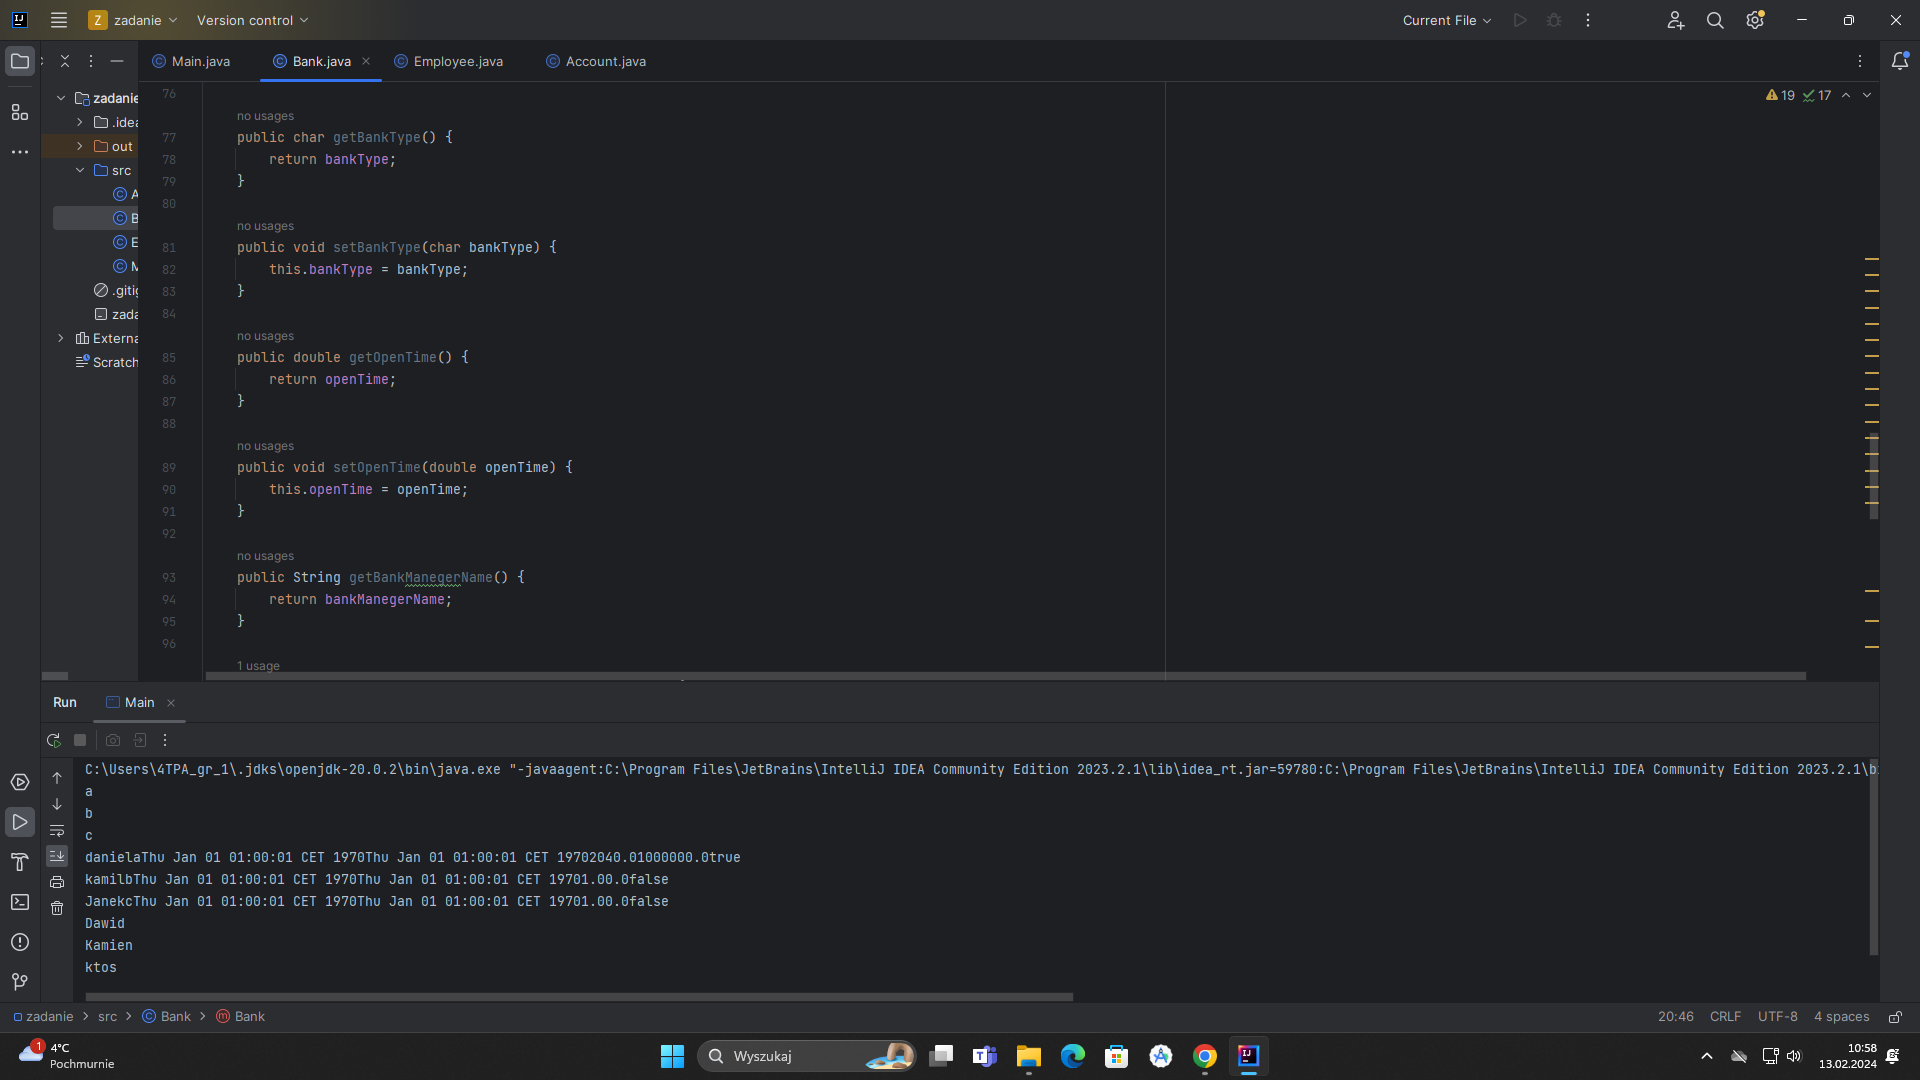 Z zadanie Version control Current File
Main.java Bank.java Employee.java Account.java
zadanie
.idea
out
src
A
B
E
M
.gitig
zada
Externa
Scratch
19 17
76
no usages
77 public char getBankType() {
78 return bankType;
79 }
80
no usages
81 public void setBankType(char bankType) {
82 this.bankType = bankType;
83 }
84
no usages
85 public double getOpenTime() {
86 return openTime;
87 }
88
no usages
89 public void setOpenTime(double openTime) {
90 this.openTime = openTime;
91 }
92
no usages
93 public String getBankManegerName() {
94 return bankManegerName;
95 }
96
1 usage
Run Main
C:\Users\4TPA_gr_1\.jdks\openjdk-20.0.2\bin\java.exe "-javaagent:C:\Program Files\JetBrains\IntelliJ IDEA Community Edition 2023.2.1\lib\idea_rt.jar=59780:C:\Program Files\JetBrains\IntelliJ IDEA Community Edition 2023.2.1\b
a
b
c
danielaThu Jan 01 01:00:01 CET 1970Thu Jan 01 01:00:01 CET 19702040.01000000.0true
kamilbThu Jan 01 01:00:01 CET 1970Thu Jan 01 01:00:01 CET 19701.00.0false
JanekcThu Jan 01 01:00:01 CET 1970Thu Jan 01 01:00:01 CET 19701.00.0false
Dawid
Kamien
ktos
zadanie > src > Bank > Bank 20:46 CRLF UTF-8 4 spaces
1 4°C
Pochmurnie
Wyszukaj
10:58
13.02.2024